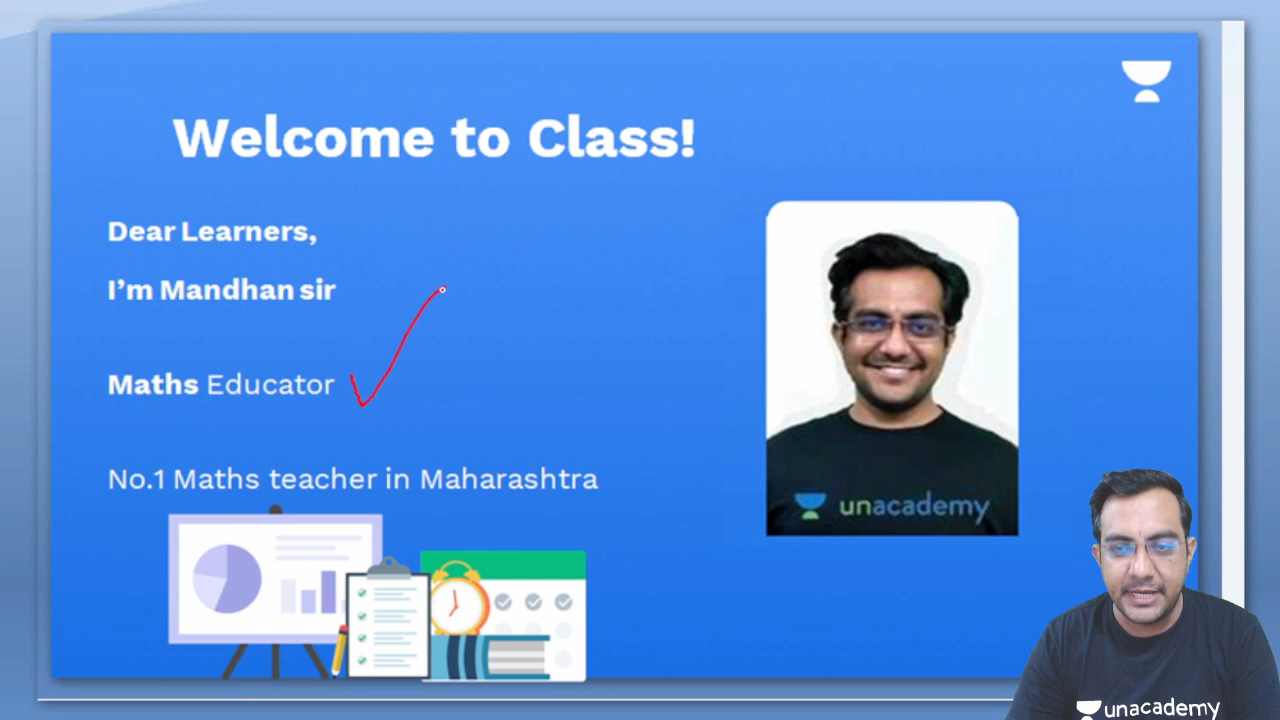 Welcome to Class!
Dear Learners,
I'm Mandhan sir
Maths Educator
No.1 Maths teacher in Maharashtra
unacademy
unacademy